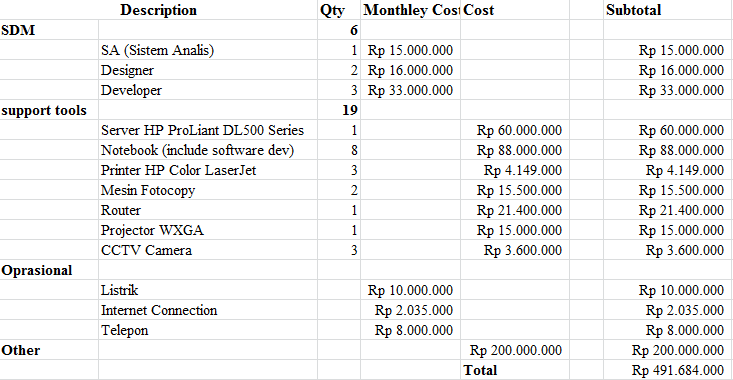 Description Qty Monthley Cost Cost Subtotal
SDM 6
SA (Sistem Analis) 1 Rp 15.000.000 Rp 15.000.000
Designer 2 Rp 16.000.000 Rp 16.000.000
Developer 3 Rp 33.000.000 Rp 33.000.000
support tools 19
Server HP ProLiant DL500 Series 1 Rp 60.000.000 Rp 60.000.000
Notebook (include software dev) 8 Rp 88.000.000 Rp 88.000.000
Printer HP Color LaserJet 3 Rp 4.149.000 Rp 4.149.000
Mesin Fotocopy 2 Rp 15.500.000 Rp 15.500.000
Router 1 Rp 21.400.000 Rp 21.400.000
Projector WXGA 1 Rp 15.000.000 Rp 15.000.000
CCTV Camera 3 Rp 3.600.000 Rp 3.600.000
Oprasional
Listrik Rp 10.000.000 Rp 10.000.000
Internet Connection Rp 2.035.000 Rp 2.035.000
Telepon Rp 8.000.000 Rp 8.000.000
Other Rp 200.000.000 Rp 200.000.000
Total Rp 491.684.000